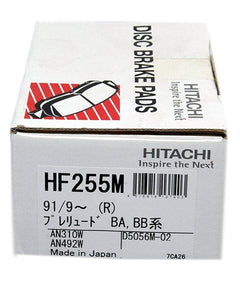 DISC BRAKE PADS
HITACHI
Inspire the Next
HITACHI
Inspire the Next
HF255M
91/9～ (R)
ﾌﾟﾚﾘｭｰﾄﾞ BA,BB系
AN310W D5056M-02
AN492W
Made in Japan 7CA26